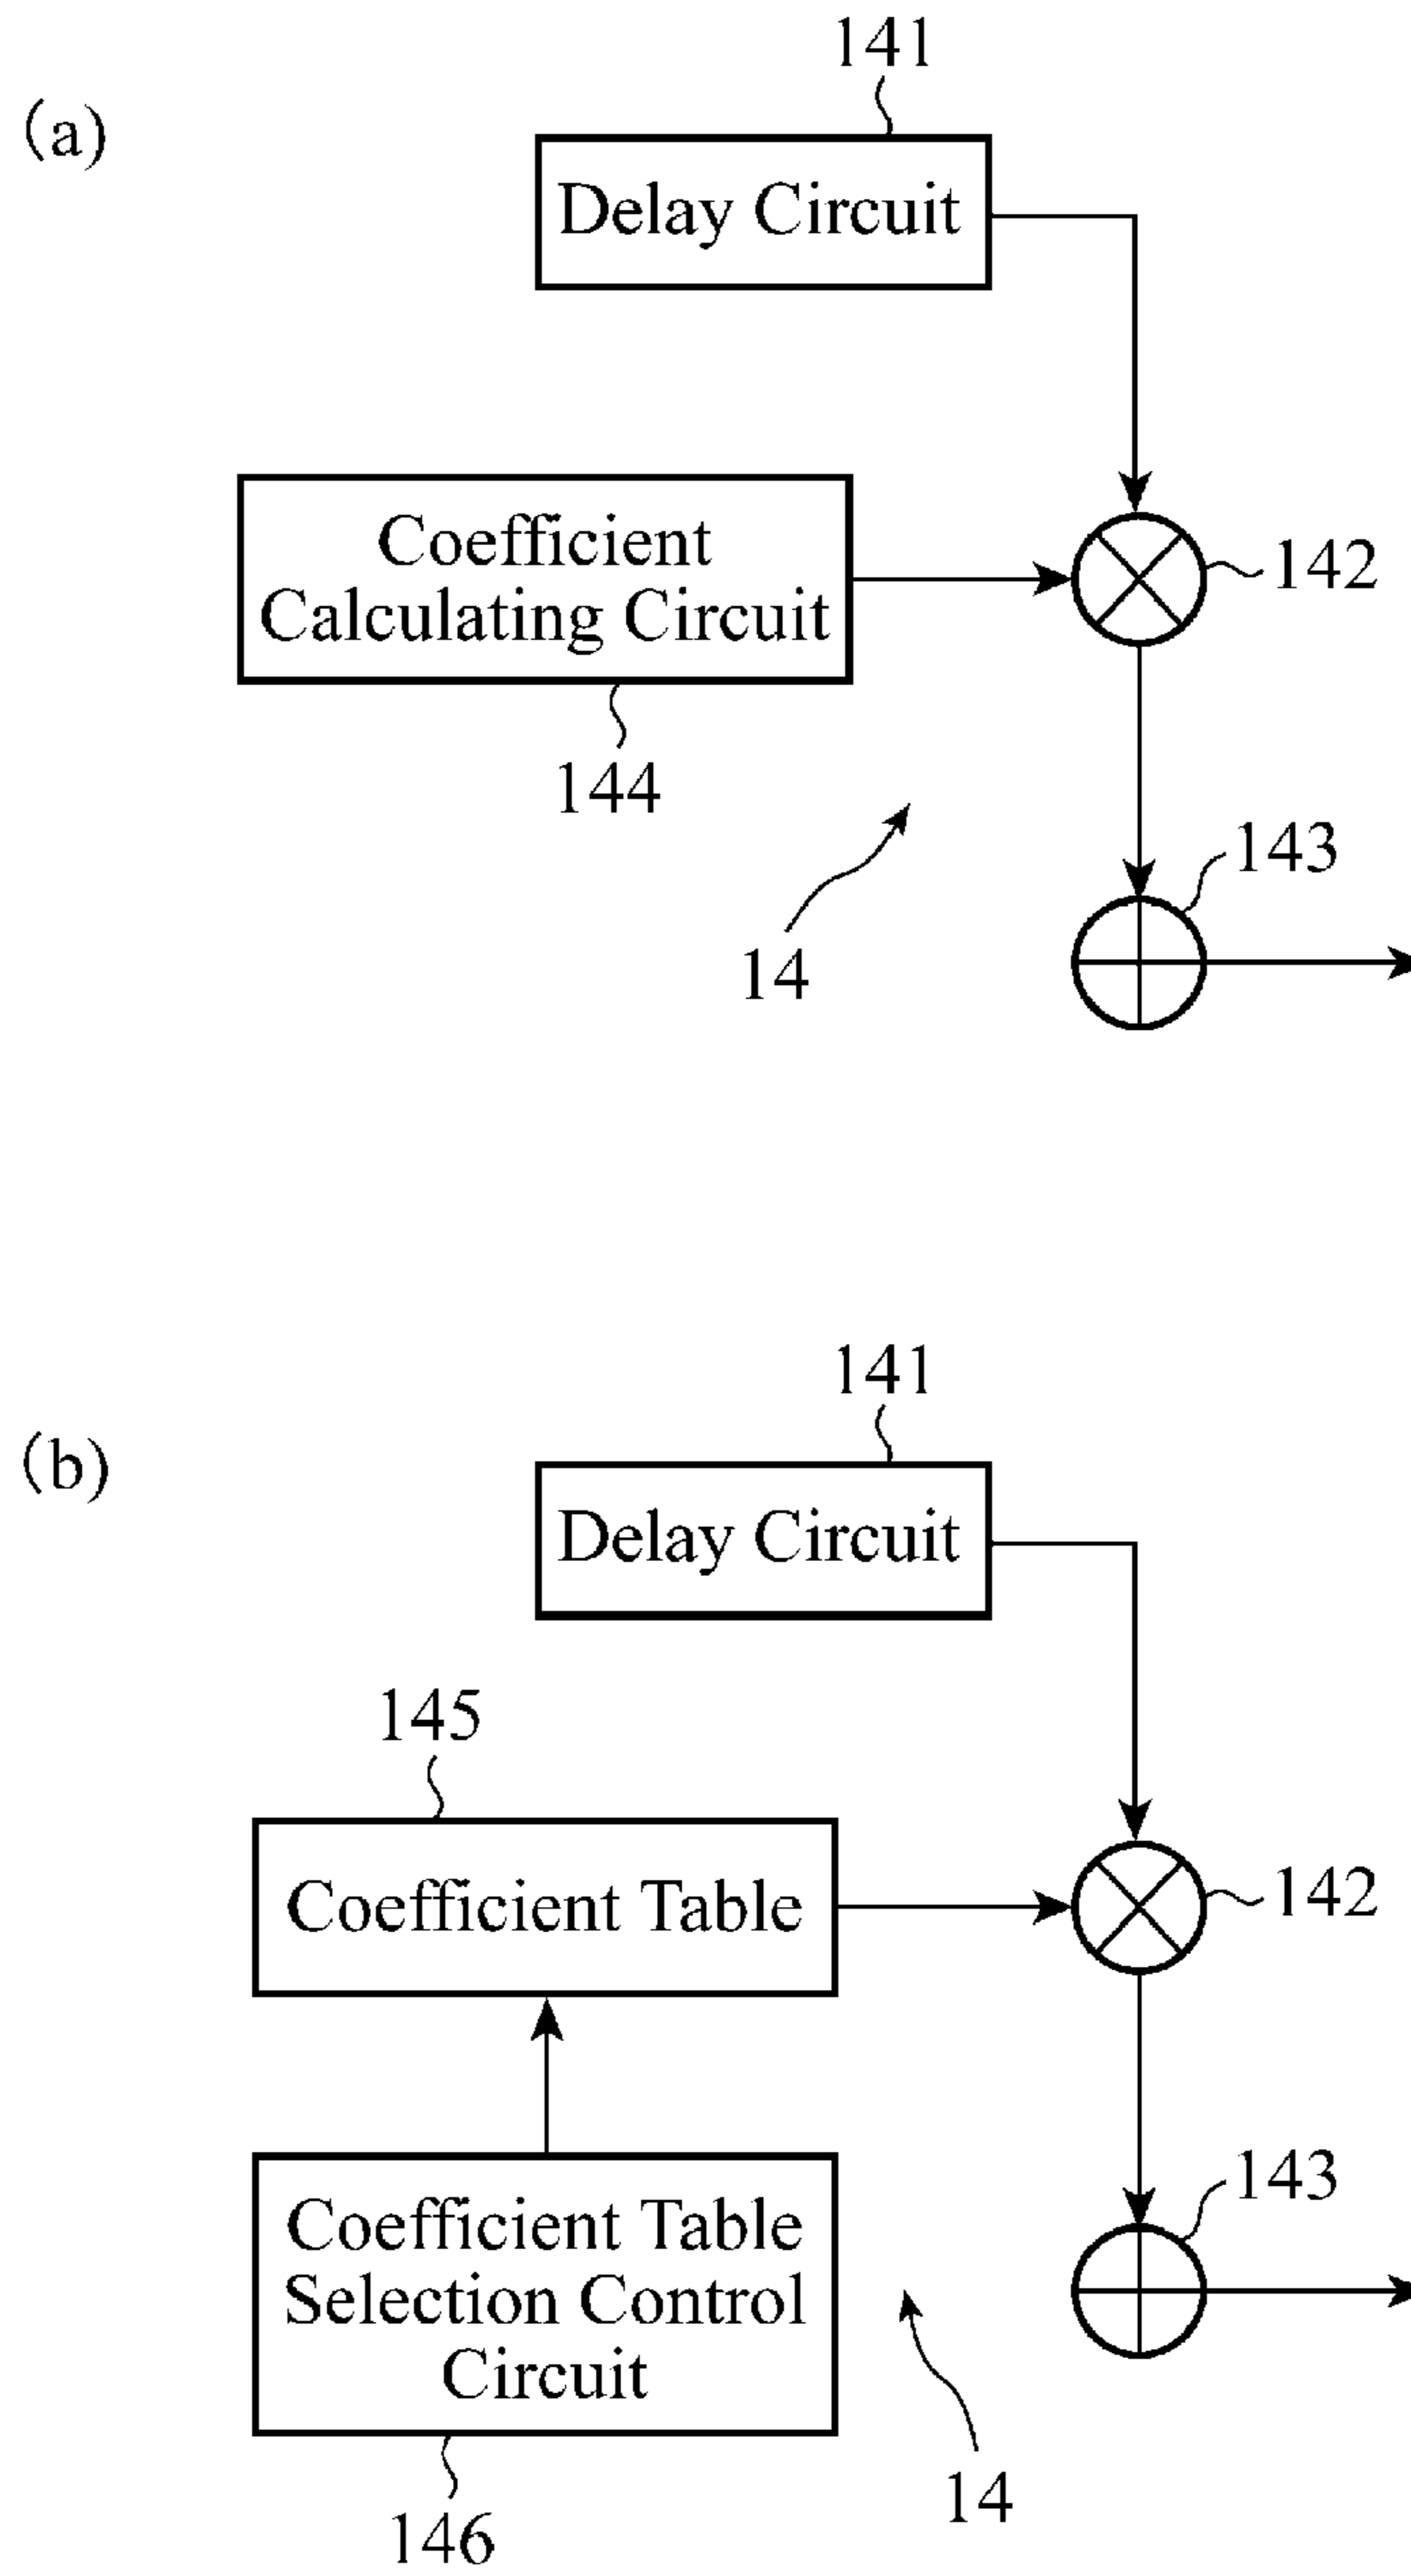 141
(a)
Delay Circuit
Coefficient
Calculating Circuit
142
144
143
14
141
(b)
Delay Circuit
145
Coefficient Table
142
143
Coefficient Table
Selection Control
Circuit
14
146